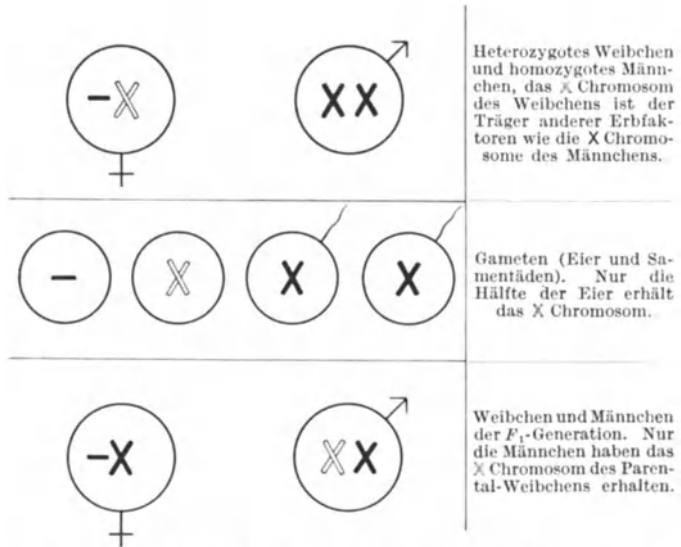 Heterozygotes Weibchen
und homozygotes Männ-
chen, das X Chromosom
des Weibchens ist der
Träger anderer Erbfak-
toren wie die X Chromo-
some des Männchens.
– X
X X
Gameten (Eier und Sa-
mentäden). Nur die
Hälfte der Eier erhält
das X Chromosom.
–
X
X
X
Weibchen und Männchen
der F₁-Generation. Nur
die Männchen haben das
X Chromosom des Paren-
tal-Weibchens erhalten.
– X
X X